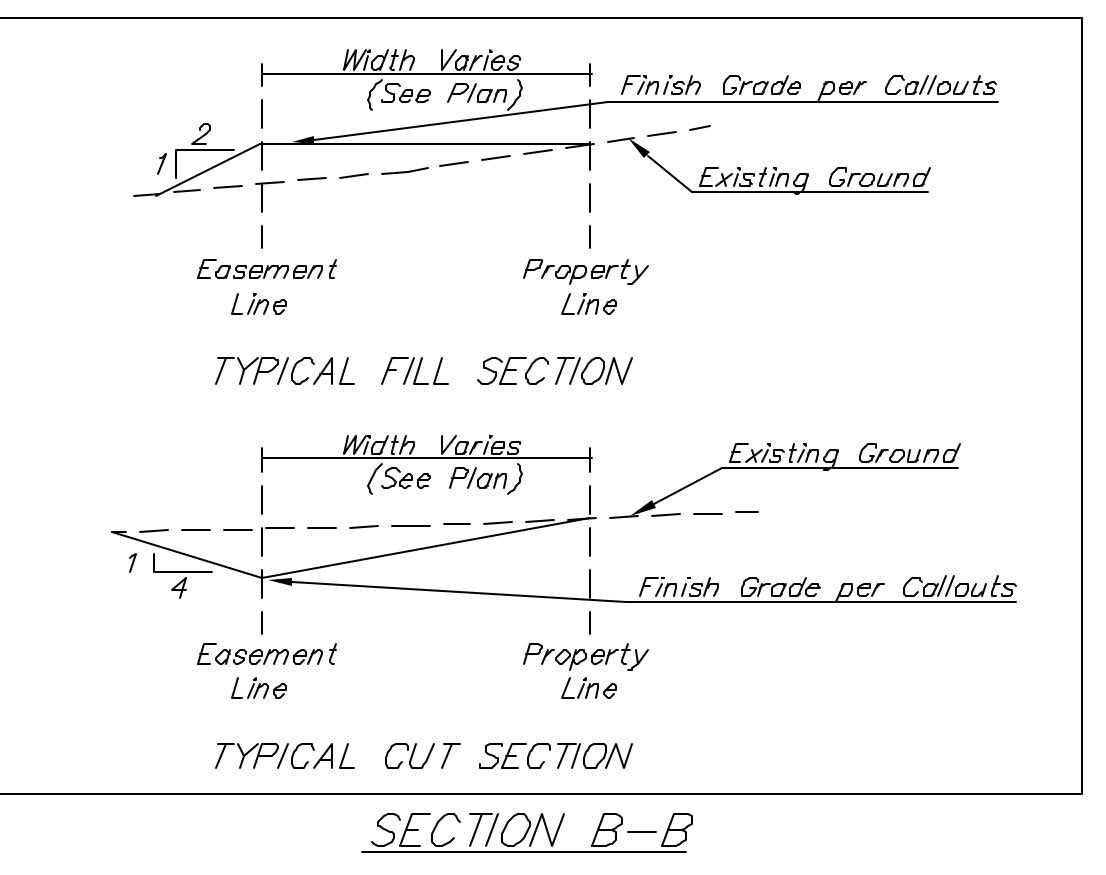 Width Varies
(See Plan)
Finish Grade per Callouts
2
1
Existing Ground
Easement
Line
Property
Line
TYPICAL FILL SECTION
Width Varies
(See Plan)
Existing Ground
1
4
Finish Grade per Callouts
Easement
Line
Property
Line
TYPICAL CUT SECTION
SECTION B-B